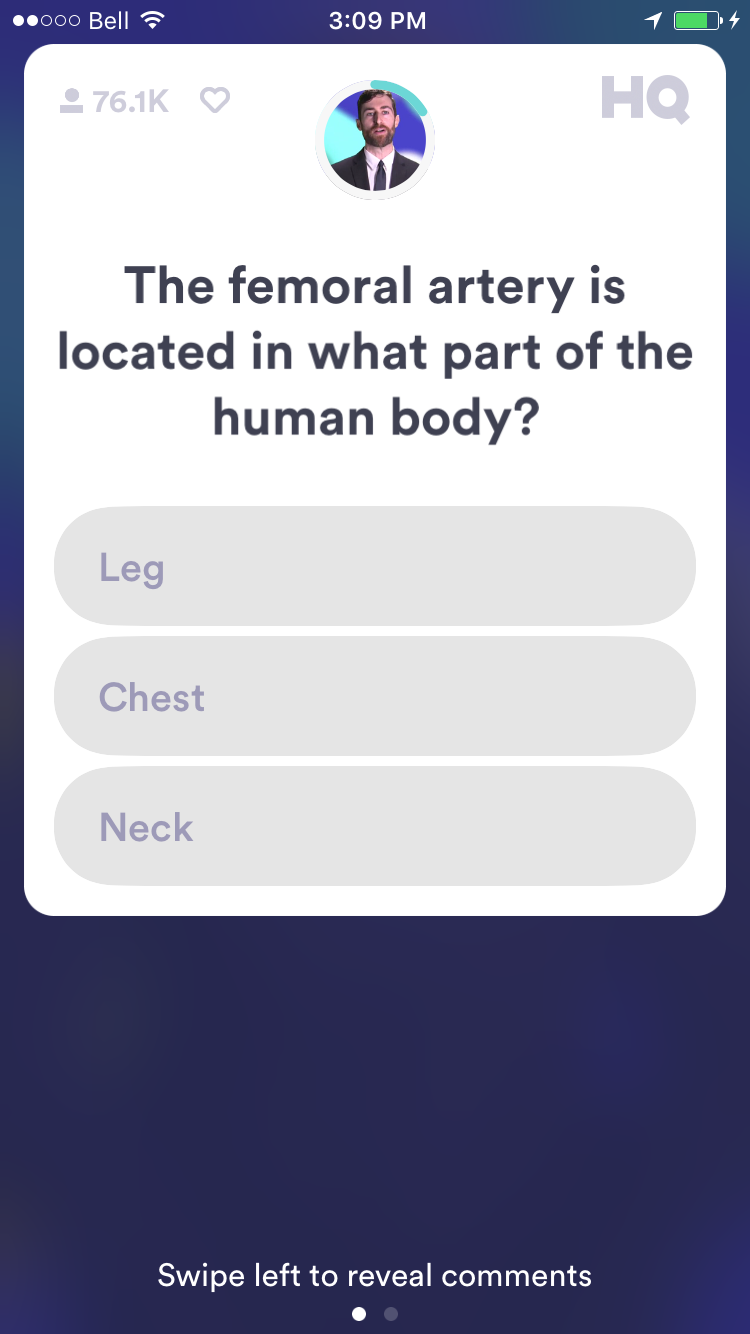 Bell 3:09 PM
76.1K HQ
The femoral artery is
located in what part of the
human body?
Leg
Chest
Neck
Swipe left to reveal comments